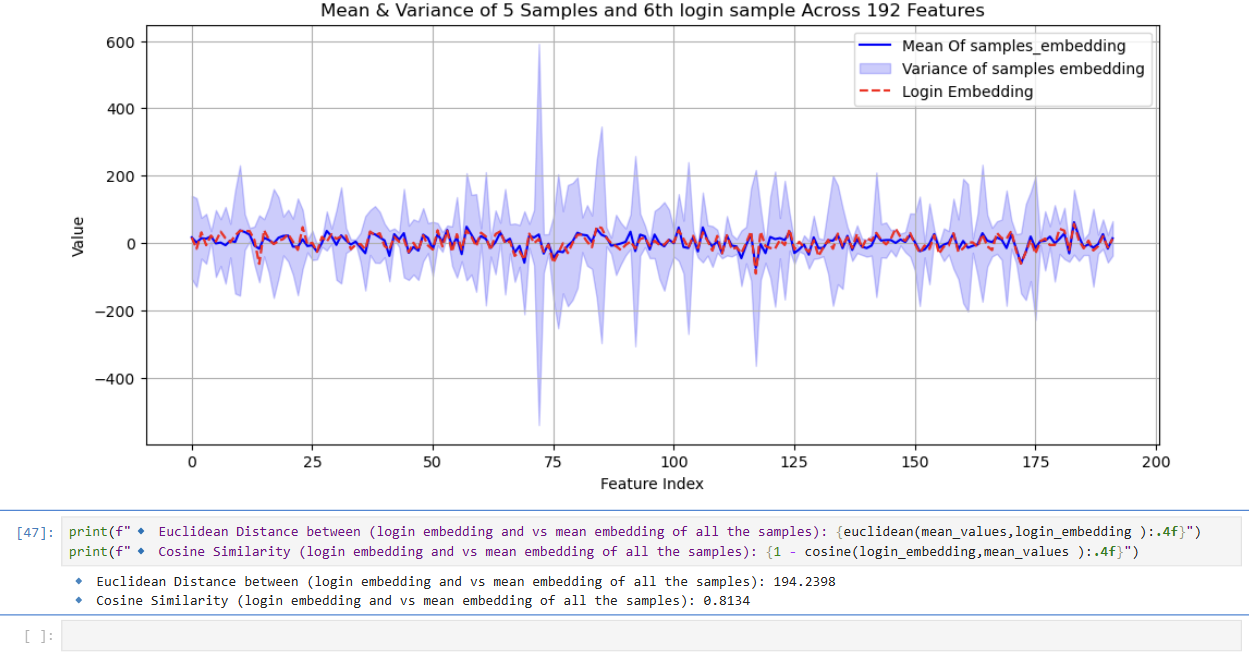 Mean & Variance of 5 Samples and 6th login sample Across 192 Features
Mean Of samples_embedding
Variance of samples embedding
Login Embedding
600
400
200
0
−200
−400
Value
0 25 50 75 100 125 150 175 200
Feature Index
[47]: print(f"🔹 Euclidean Distance between (login embedding and vs mean embedding of all the samples): {euclidean(mean_values,login_embedding ):.4f}")
print(f"🔹 Cosine Similarity (login embedding and vs mean embedding of all the samples): {1 - cosine(login_embedding,mean_values ):.4f}")
🔹 Euclidean Distance between (login embedding and vs mean embedding of all the samples): 194.2398
🔹 Cosine Similarity (login embedding and vs mean embedding of all the samples): 0.8134
[ ]: